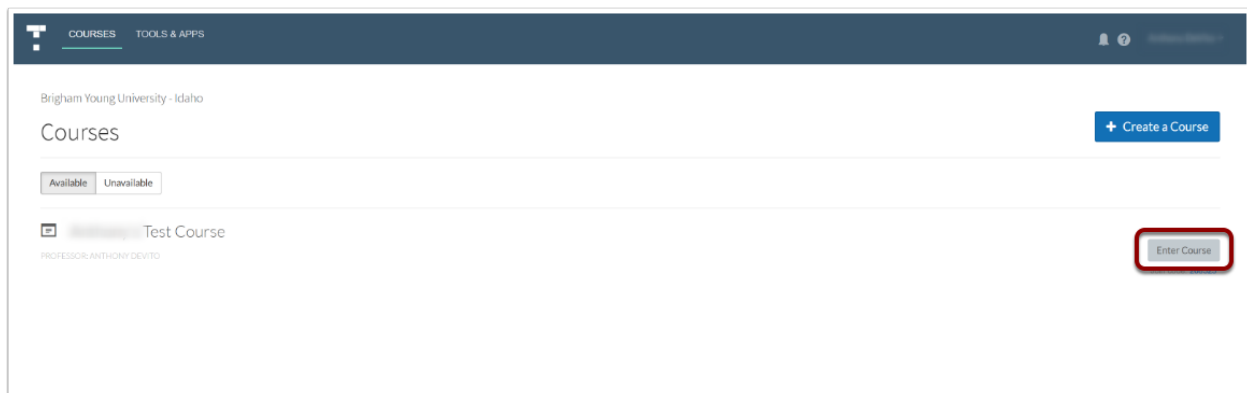 COURSES TOOLS & APPS
Brigham Young University - Idaho
Courses
+ Create a Course
Available Unavailable
Test Course
Enter Course
PROFESSOR: ANTHONY DEVITO